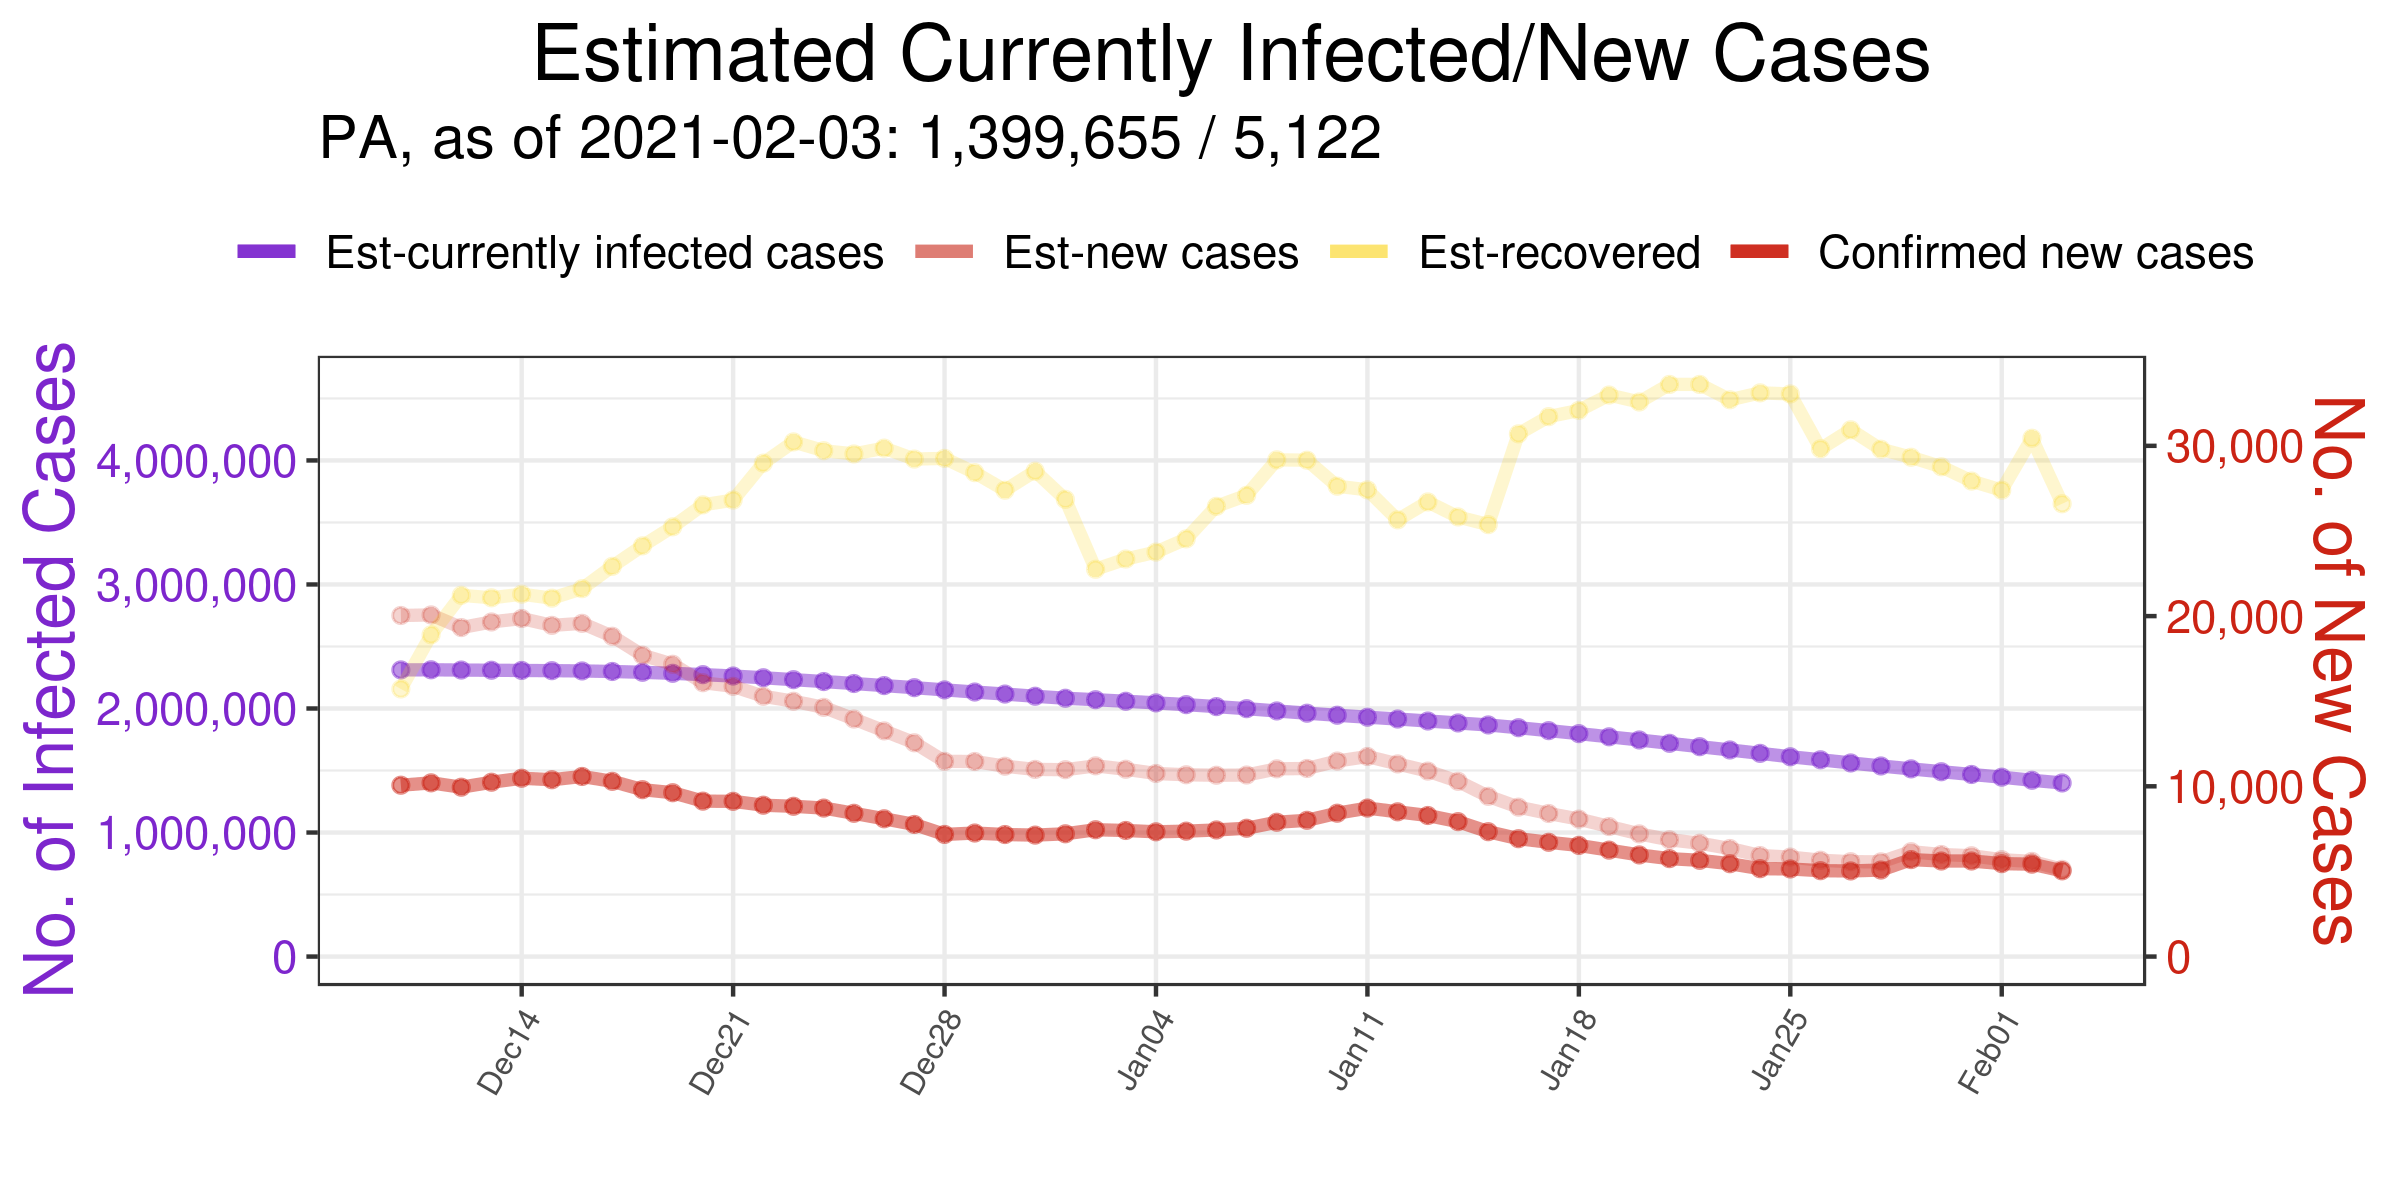 Estimated Currently Infected/New Cases
PA, as of 2021-02-03: 1,399,655 / 5,122
Est-currently infected cases Est-new cases Est-recovered Confirmed new cases
No. of Infected Cases
4,000,000
3,000,000
2,000,000
1,000,000
0
30,000
20,000
10,000
0
No. of New Cases
Dec14 Dec21 Dec28 Jan04 Jan11 Jan18 Jan25 Feb01